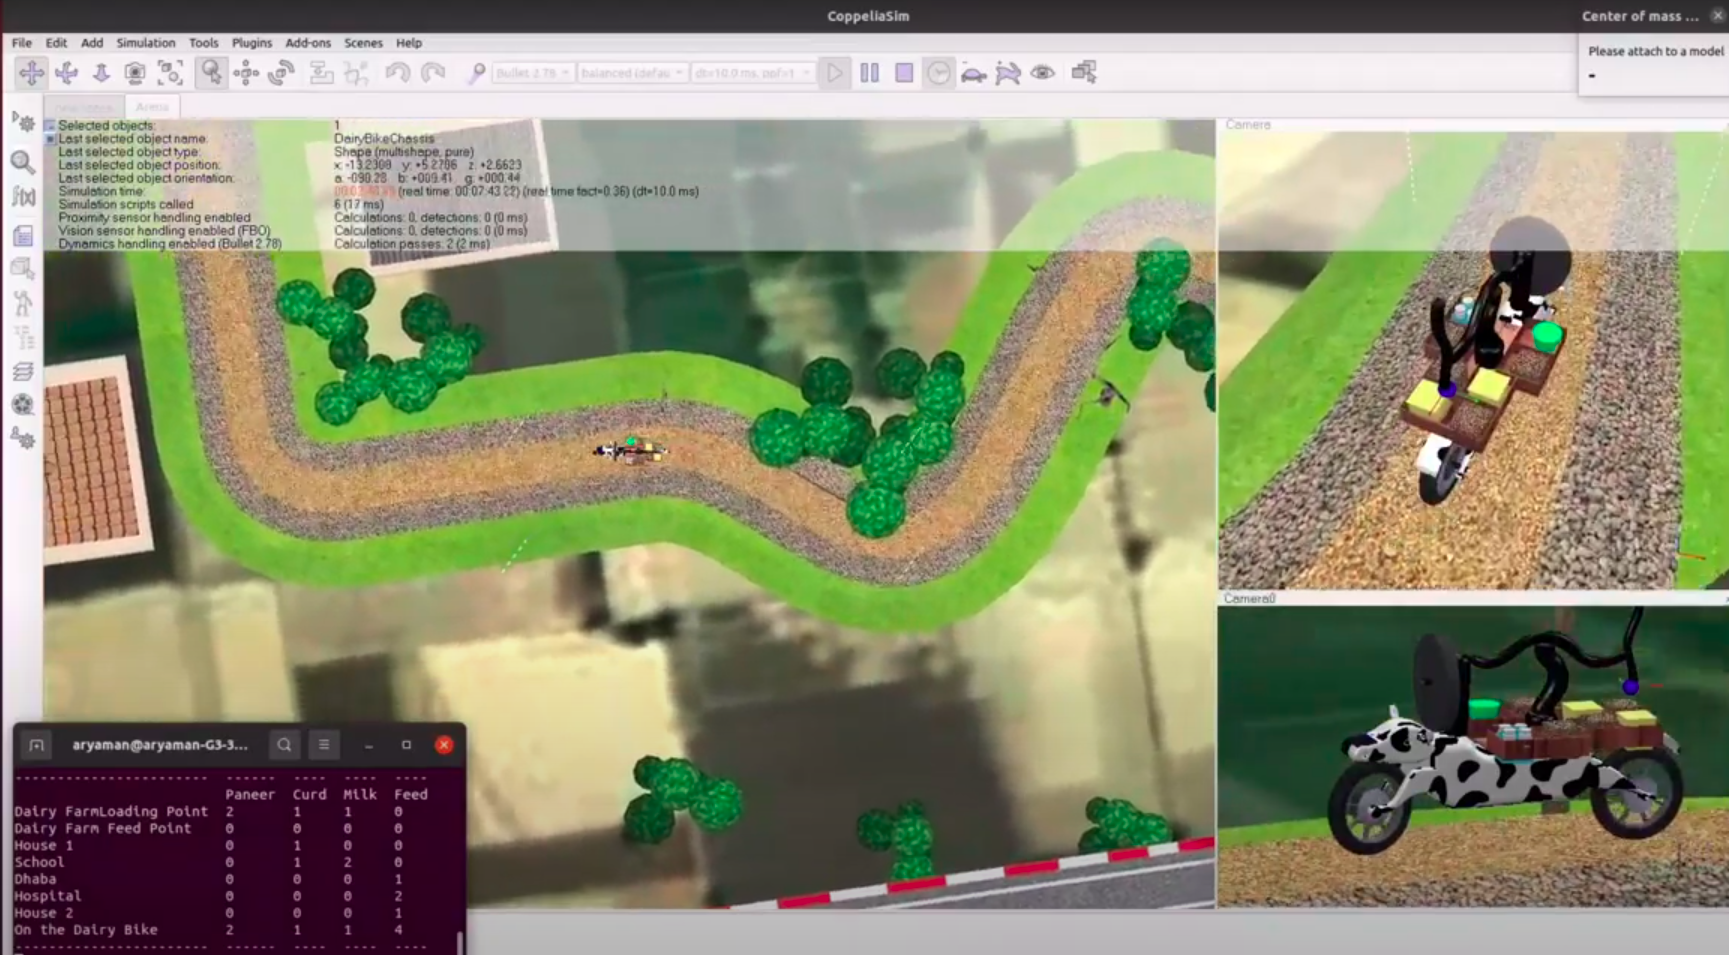 CoppeliaSim
Center of mass ...
File Edit Add Simulation Tools Plugins Add-ons Scenes Help
Please attach to a model
-
Bullet 2.78 balanced (defau dt=10.0 ms, ppf=1
Arena
Selected objects: 1
Last selected object name: DairyBikeChassis
Last selected object type: Shape (multishape, pure)
Last selected object position: x: -13.2308 y: +5.2706 z: +2.6623
Last selected object orientation: a: -090.28 b: +009.41 g: +000.44
Simulation time: (real time: 00:07:43.22) (real time fact=0.36) (dt=10.0 ms)
Simulation scripts called 6 (17 ms)
Proximity sensor handling enabled Calculations: 0, detections: 0 (0 ms)
Vision sensor handling enabled (FBO) Calculations: 0, detections: 0 (0 ms)
Dynamics handling enabled (Bullet 2.78) Calculation passes: 2 (2 ms)
Camera
Camera0
aryaman@aryaman-G3-3...
Paneer Curd Milk Feed
Dairy FarmLoading Point 2 1 1 0
Dairy Farm Feed Point 0 0 0 0
House 1 0 1 0 0
School 0 1 2 0
Dhaba 0 0 0 1
Hospital 0 0 0 2
House 2 0 0 0 1
On the Dairy Bike 2 1 1 4